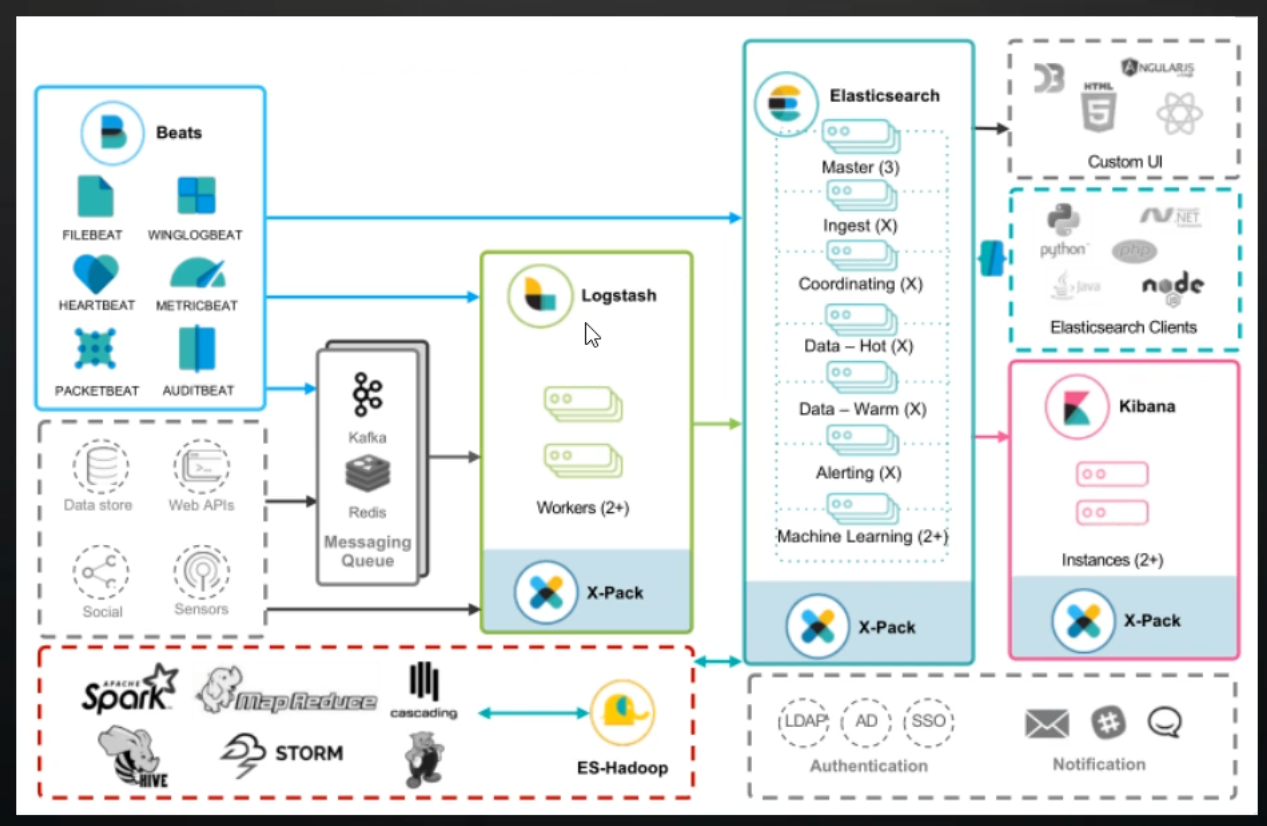 Beats
FILEBEAT
WINGLOGBEAT
HEARTBEAT
METRICBEAT
PACKETBEAT
AUDITBEAT
Data store
Web APIs
Social
Sensors
Kafka
Redis
Messaging
Queue
Logstash
Workers (2+)
X-Pack
Elasticsearch
Master (3)
Ingest (X)
Coordinating (X)
Data – Hot (X)
Data – Warm (X)
Alerting (X)
Machine Learning (2+)
X-Pack
ANGULARJS
HTML
5
Custom UI
python
.NET
php
Java
node
JS
Elasticsearch Clients
Kibana
Instances (2+)
X-Pack
APACHE
Spark
MapReduce
cascading
HIVE
STORM
ES-Hadoop
LDAP
AD
SSO
Authentication
Notification